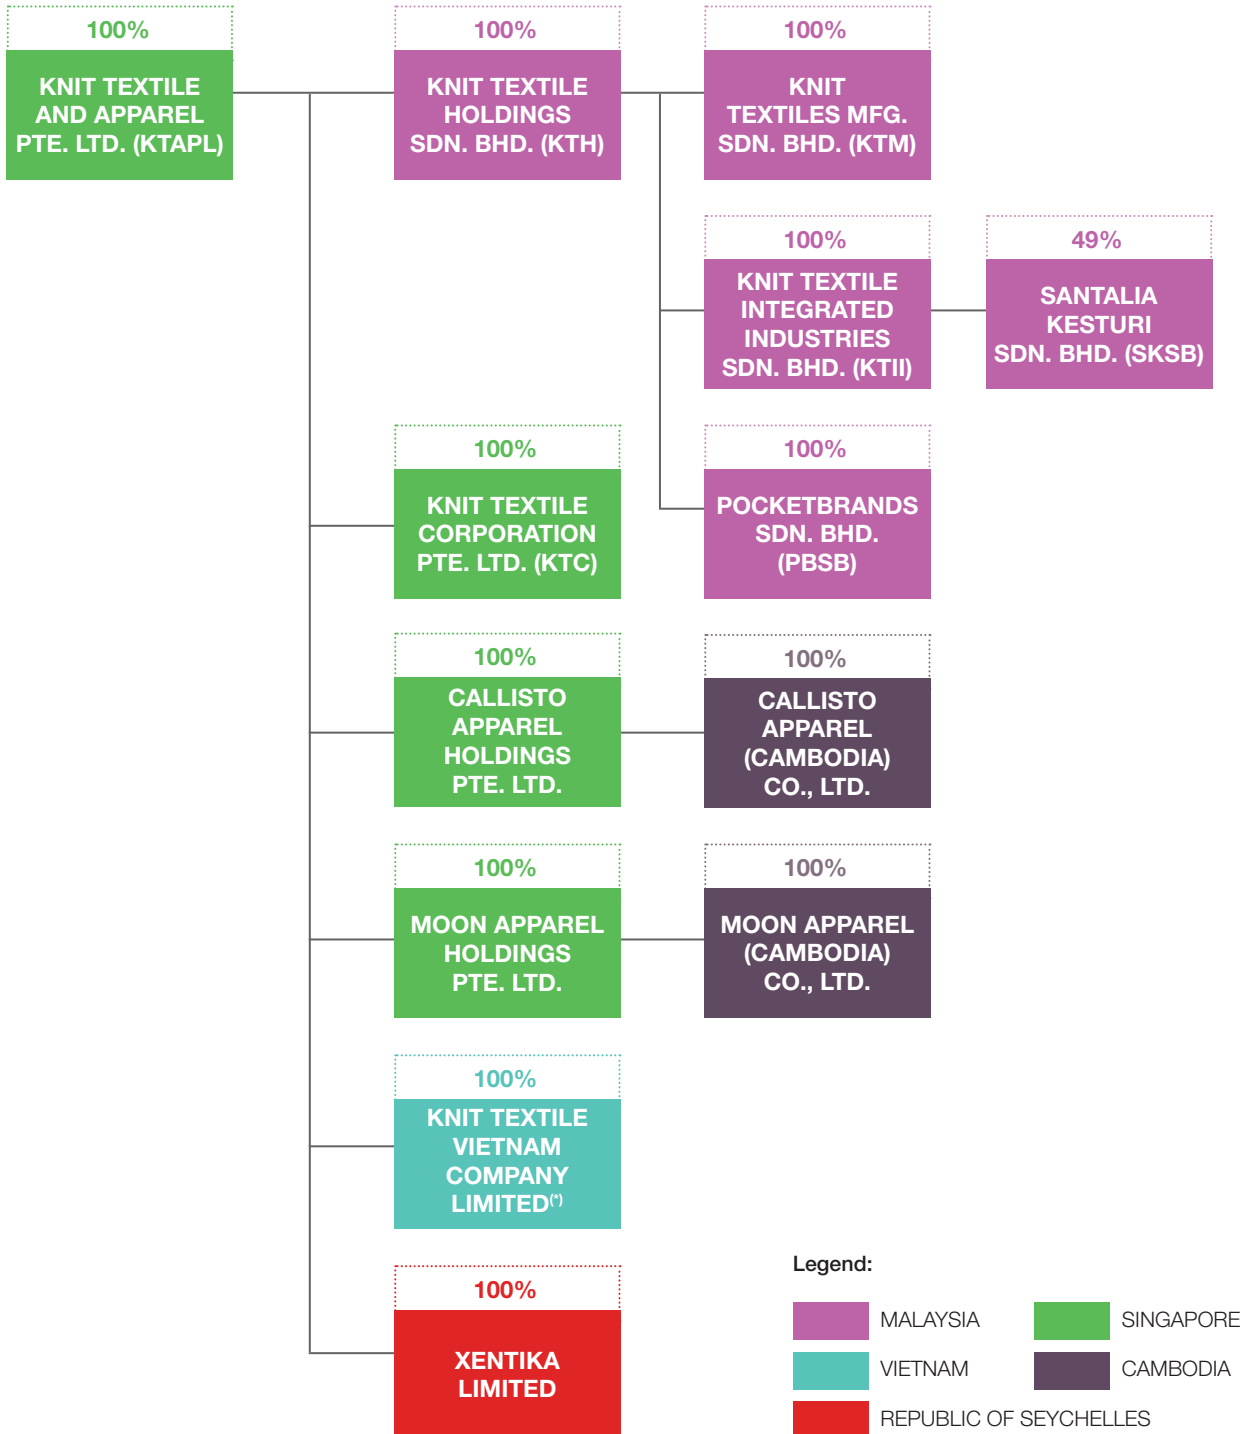 100%
KNIT TEXTILE
AND APPAREL
PTE. LTD. (KTAPL)
100%
KNIT TEXTILE
HOLDINGS
SDN. BHD. (KTH)
100%
KNIT
TEXTILES MFG.
SDN. BHD. (KTM)
100%
KNIT TEXTILE
INTEGRATED
INDUSTRIES
SDN. BHD. (KTII)
49%
SANTALIA
KESTURI
SDN. BHD. (SKSB)
100%
KNIT TEXTILE
CORPORATION
PTE. LTD. (KTC)
100%
POCKETBRANDS
SDN. BHD.
(PBSB)
100%
CALLISTO
APPAREL
HOLDINGS
PTE. LTD.
100%
CALLISTO
APPAREL
(CAMBODIA)
CO., LTD.
100%
MOON APPAREL
HOLDINGS
PTE. LTD.
100%
MOON APPAREL
(CAMBODIA)
CO., LTD.
100%
KNIT TEXTILE
VIETNAM
COMPANY
LIMITED(*)
100%
XENTIKA
LIMITED
Legend:
MALAYSIA
SINGAPORE
VIETNAM
CAMBODIA
REPUBLIC OF SEYCHELLES